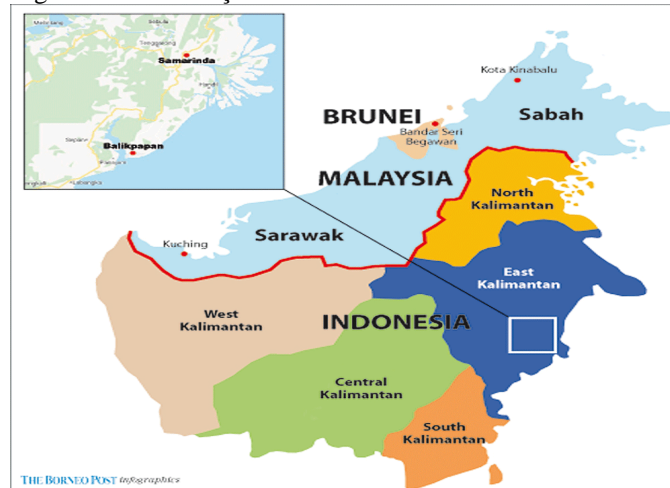 Samarinda
Balikpapan
Kota Kinabalu
BRUNEI
Sabah
Bandar Seri
Begawan
MALAYSIA
North
Kalimantan
Kuching
Sarawak
East
Kalimantan
West
Kalimantan
INDONESIA
Central
Kalimantan
South
Kalimantan
THE BORNEO POST infographics